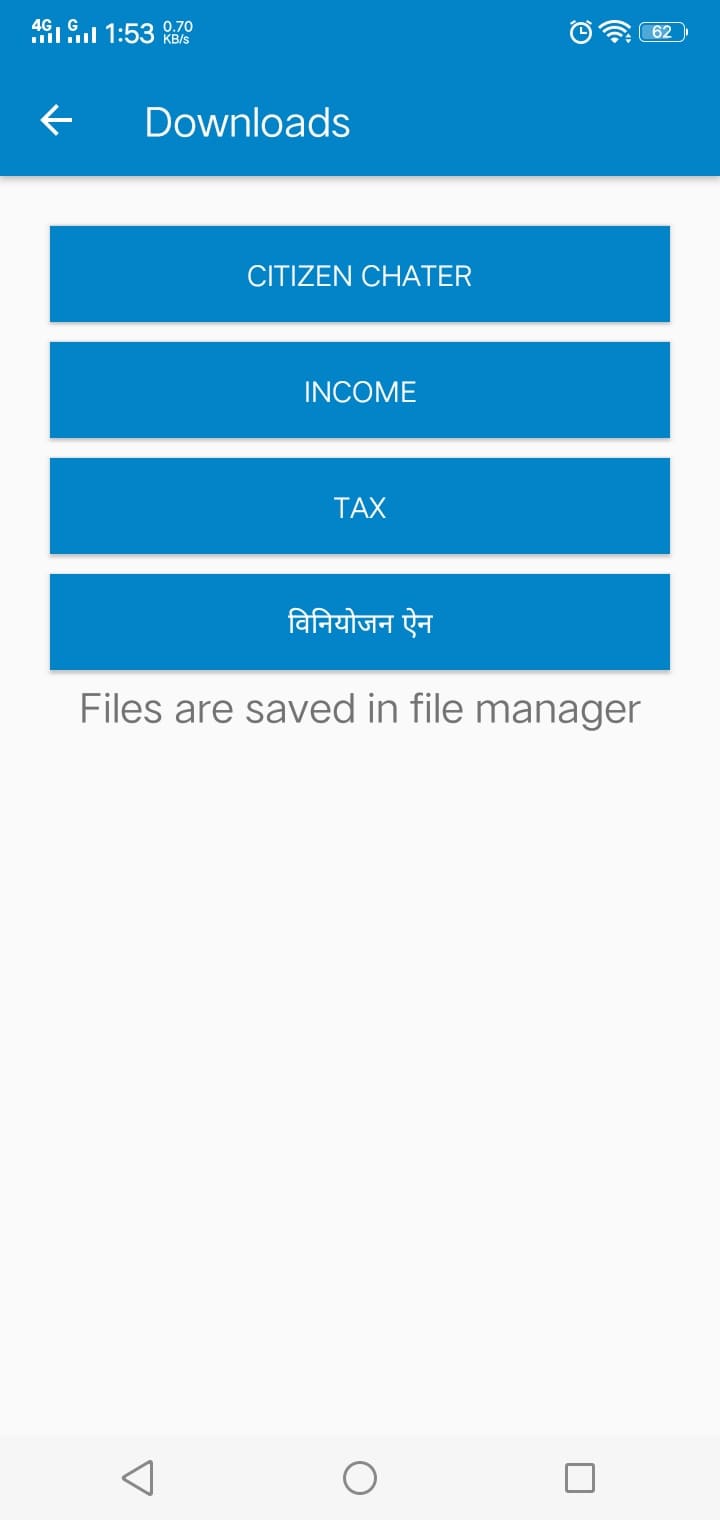 4G G 1:53 0.70 KB/s 62
Downloads
CITIZEN CHATER
INCOME
TAX
विनियोजन ऐन
Files are saved in file manager